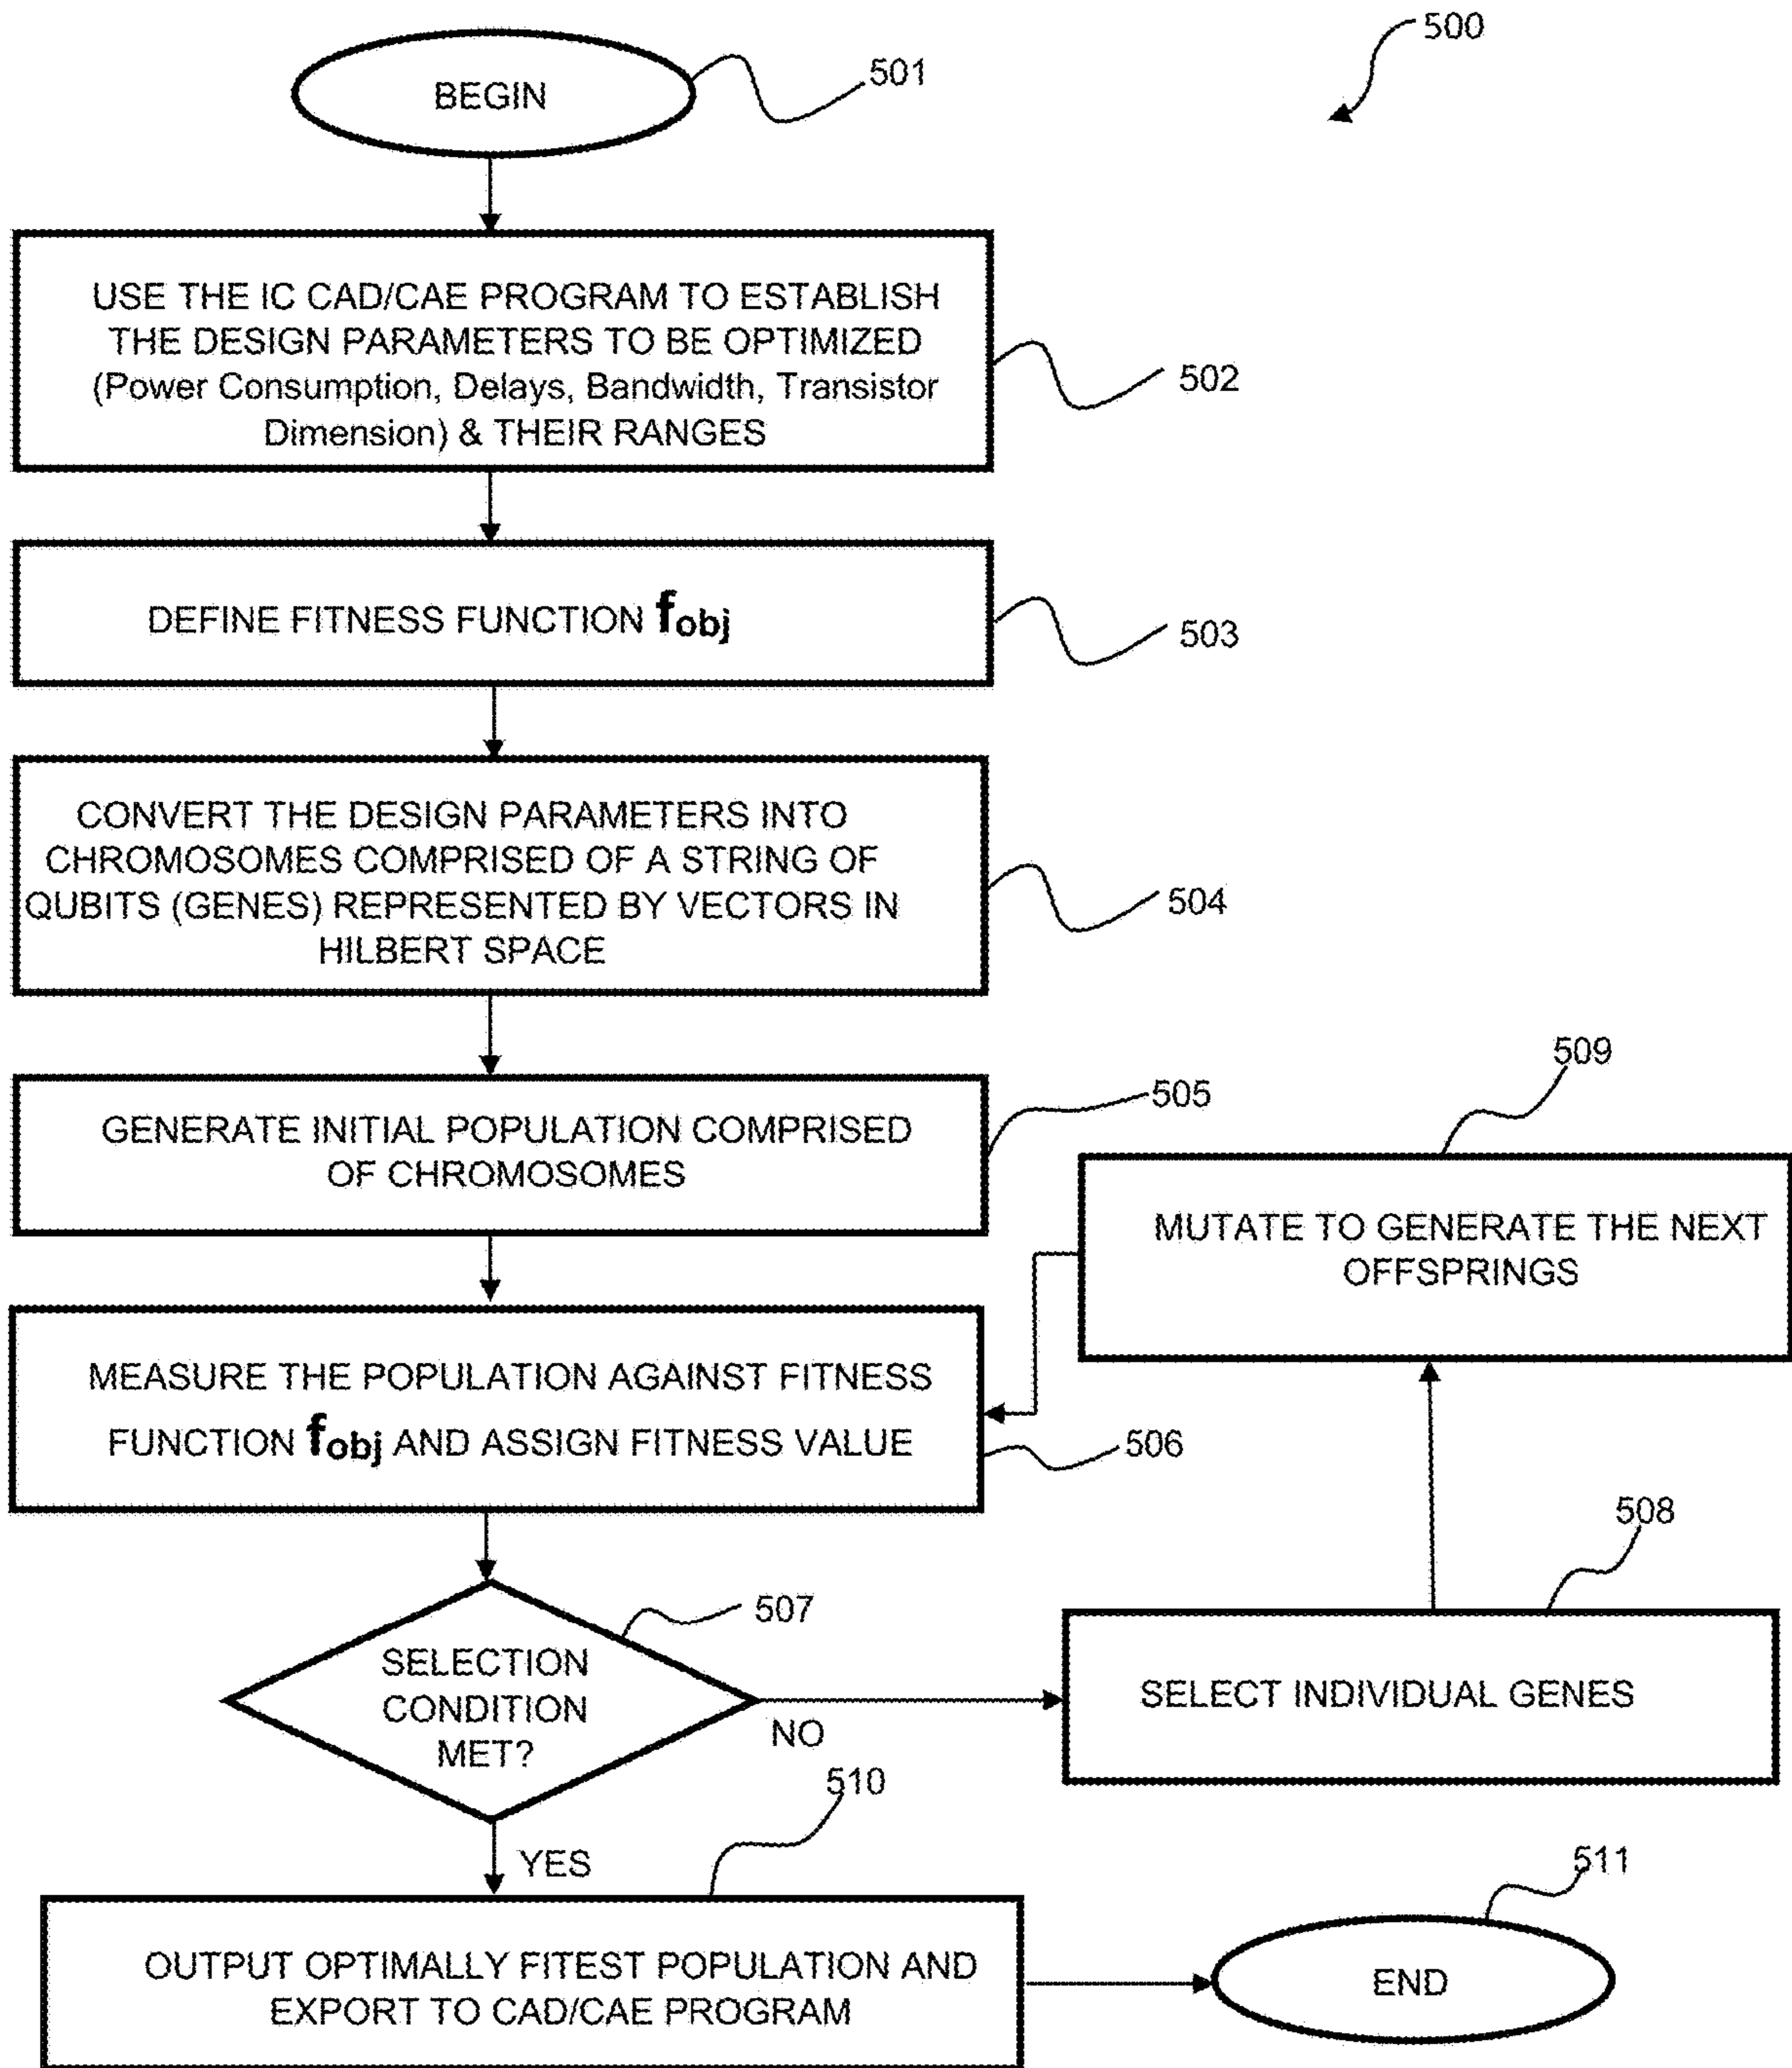 500
BEGIN
501
USE THE IC CAD/CAE PROGRAM TO ESTABLISH
THE DESIGN PARAMETERS TO BE OPTIMIZED
(Power Consumption, Delays, Bandwidth, Transistor
Dimension) & THEIR RANGES
502
DEFINE FITNESS FUNCTION fobj
503
CONVERT THE DESIGN PARAMETERS INTO
CHROMOSOMES COMPRISED OF A STRING OF
QUBITS (GENES) REPRESENTED BY VECTORS IN
HILBERT SPACE
504
GENERATE INITIAL POPULATION COMPRISED
OF CHROMOSOMES
505
509
MUTATE TO GENERATE THE NEXT
OFFSPRINGS
MEASURE THE POPULATION AGAINST FITNESS
FUNCTION fobj AND ASSIGN FITNESS VALUE
506
507
SELECTION
CONDITION
MET?
NO
508
SELECT INDIVIDUAL GENES
YES
510
OUTPUT OPTIMALLY FITEST POPULATION AND
EXPORT TO CAD/CAE PROGRAM
511
END